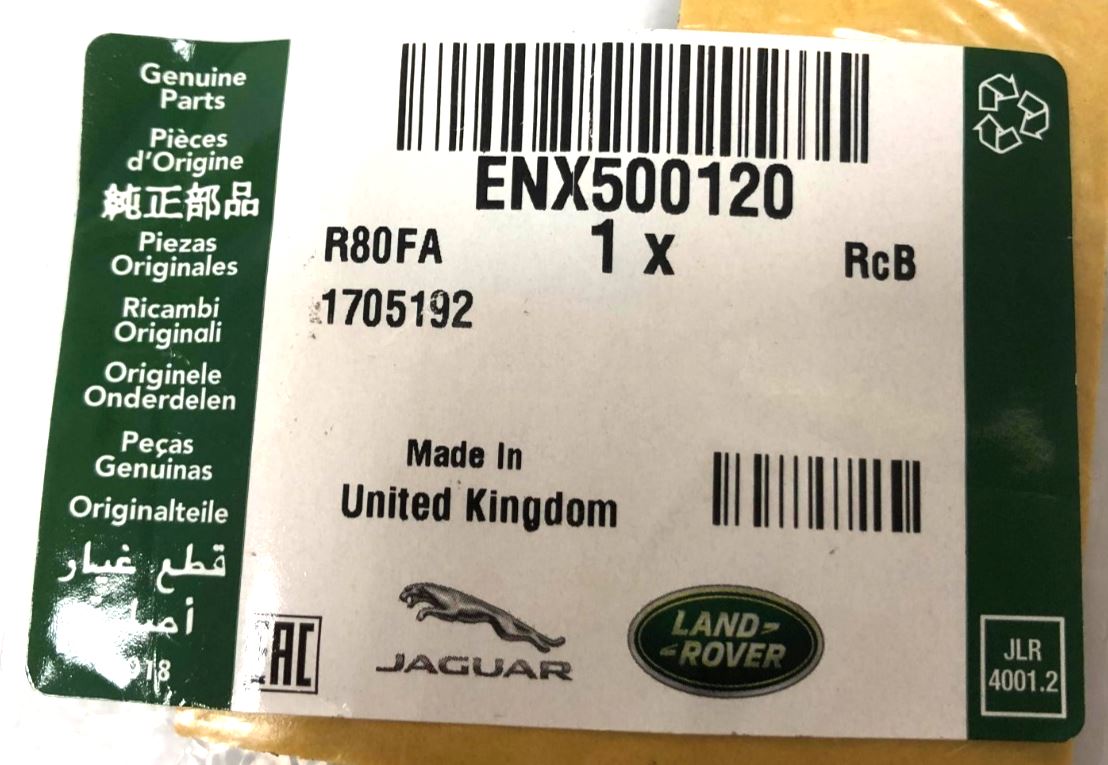 Genuine
Parts
Pièces
d'Origine
純正部品
Piezas
Originales
Ricambi
Originali
Originele
Onderdelen
Peças
Genuinas
Originalteile
قطع غيار
ENX500120
R80FA
1 x
RcB
1705192
Made In
United Kingdom
JAGUAR
LAND-
-ROVER
JLR
4001.2